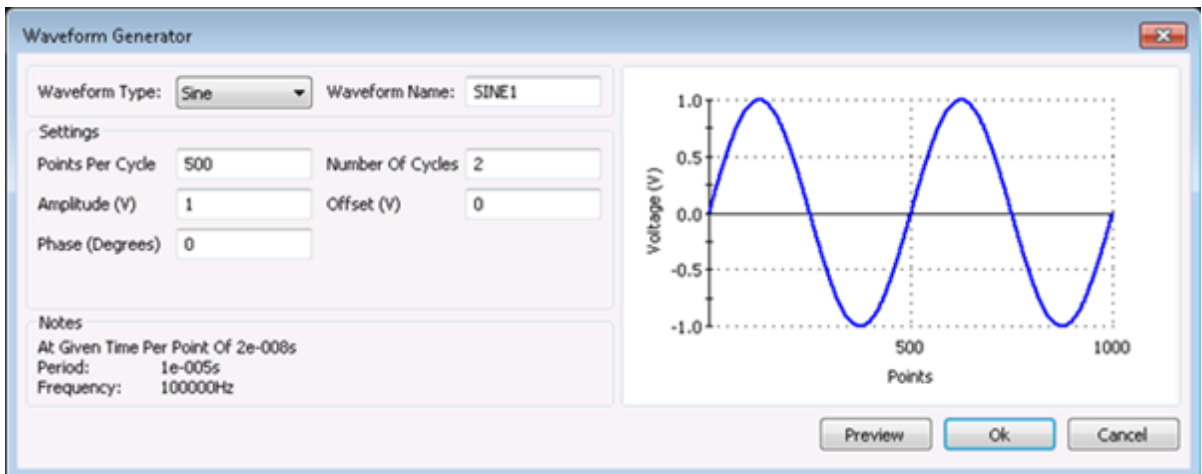 Waveform Generator
Waveform Type: Sine Waveform Name: SINE1
Settings
Points Per Cycle 500 Number Of Cycles 2
Amplitude (V) 1 Offset (V) 0
Phase (Degrees) 0
Notes
At Given Time Per Point Of 2e-008s
Period: 1e-005s
Frequency: 100000Hz
1.0
0.5
0.0
-0.5
-1.0
Voltage (V)
500 1000
Points
Preview Ok Cancel